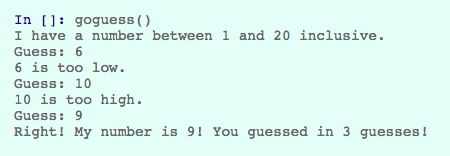 In []: goguess()
I have a number between 1 and 20 inclusive.
Guess: 6
6 is too low.
Guess: 10
10 is too high.
Guess: 9
Right! My number is 9! You guessed in 3 guesses!